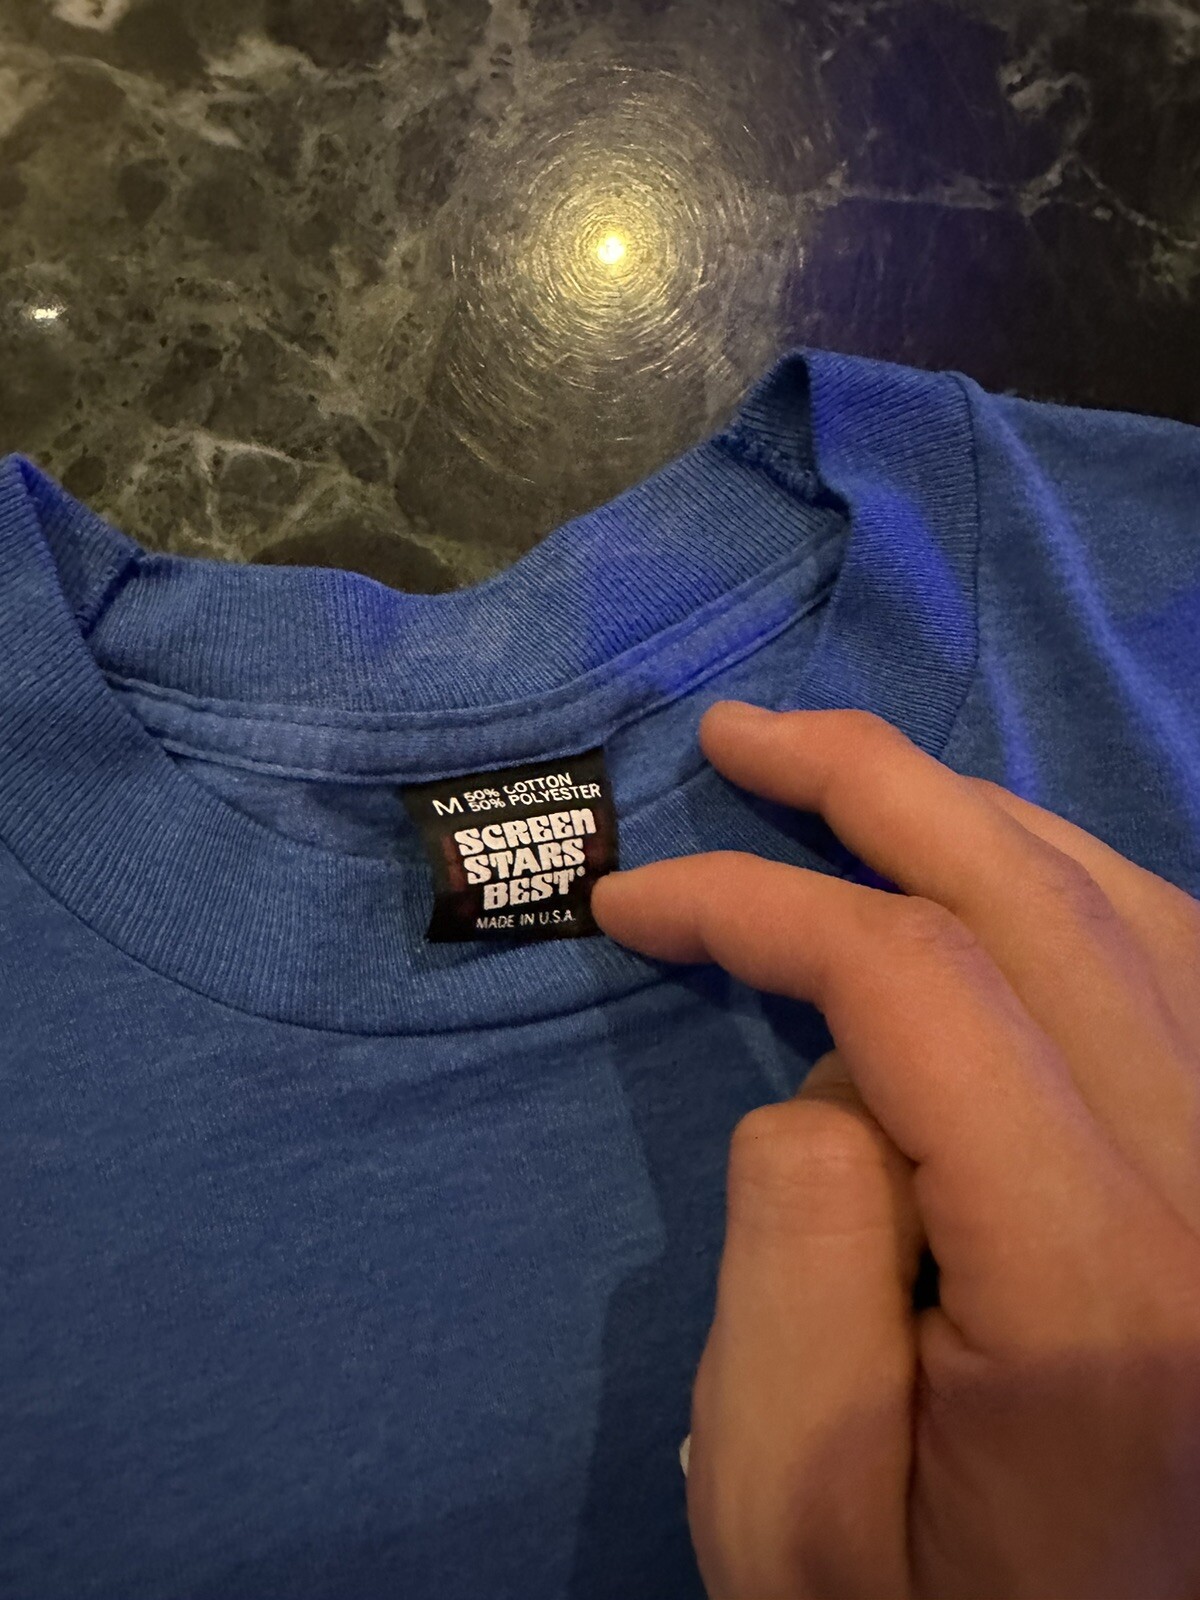 M 50% COTTON
50% POLYESTER
SCREEN
STARS
BEST®
MADE IN U.S.A.